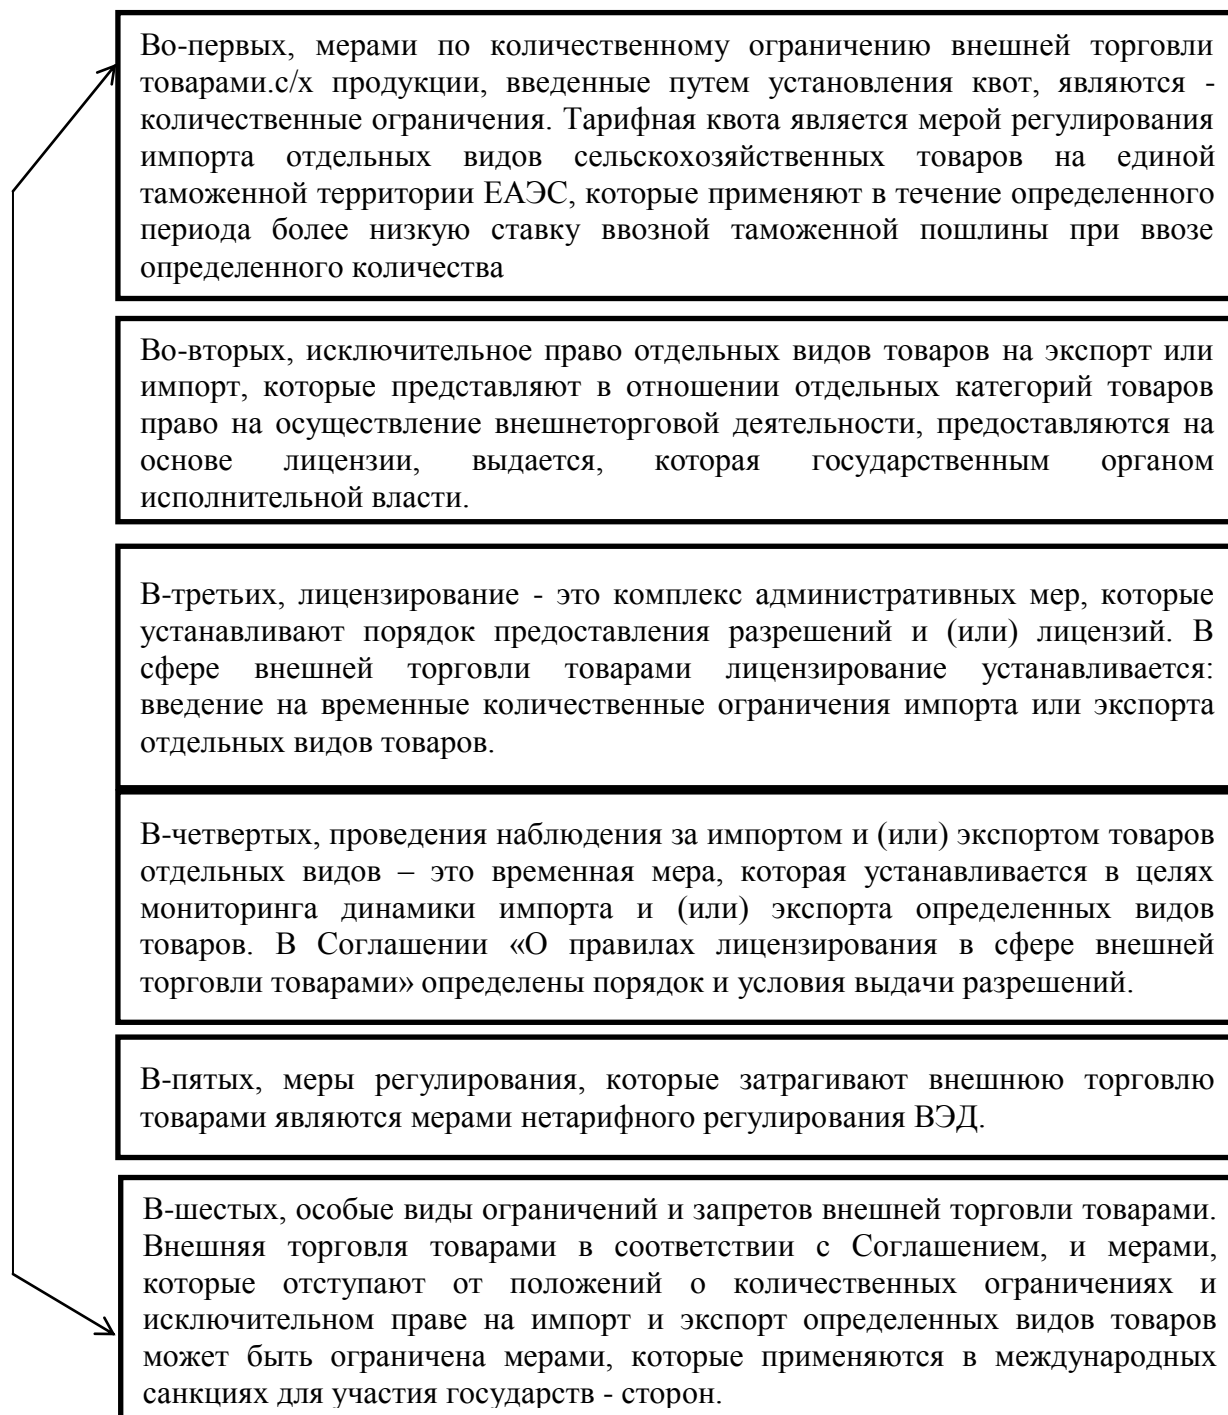 Во-первых, мерами по количественному ограничению внешней торговли
товарами.с/х продукции, введенные путем установления квот, являются -
количественные ограничения. Тарифная квота является мерой регулирования
импорта отдельных видов сельскохозяйственных товаров на единой
таможенной территории ЕАЭС, которые применяют в течение определенного
периода более низкую ставку ввозной таможенной пошлины при ввозе
определенного количества
Во-вторых, исключительное право отдельных видов товаров на экспорт или
импорт, которые представляют в отношении отдельных категорий товаров
право на осуществление внешнеторговой деятельности, предоставляются на
основе лицензии, выдается, которая государственным органом
исполнительной власти.
В-третьих, лицензирование - это комплекс административных мер, которые
устанавливают порядок предоставления разрешений и (или) лицензий. В
сфере внешней торговли товарами лицензирование устанавливается:
введение на временные количественные ограничения импорта или экспорта
отдельных видов товаров.
В-четвертых, проведения наблюдения за импортом и (или) экспортом товаров
отдельных видов – это временная мера, которая устанавливается в целях
мониторинга динамики импорта и (или) экспорта определенных видов
товаров. В Соглашении «О правилах лицензирования в сфере внешней
торговли товарами» определены порядок и условия выдачи разрешений.
В-пятых, меры регулирования, которые затрагивают внешнюю торговлю
товарами являются мерами нетарифного регулирования ВЭД.
В-шестых, особые виды ограничений и запретов внешней торговли товарами.
Внешняя торговля товарами в соответствии с Соглашением, и мерами,
которые отступают от положений о количественных ограничениях и
исключительном праве на импорт и экспорт определенных видов товаров
может быть ограничена мерами, которые применяются в международных
санкциях для участия государств - сторон.